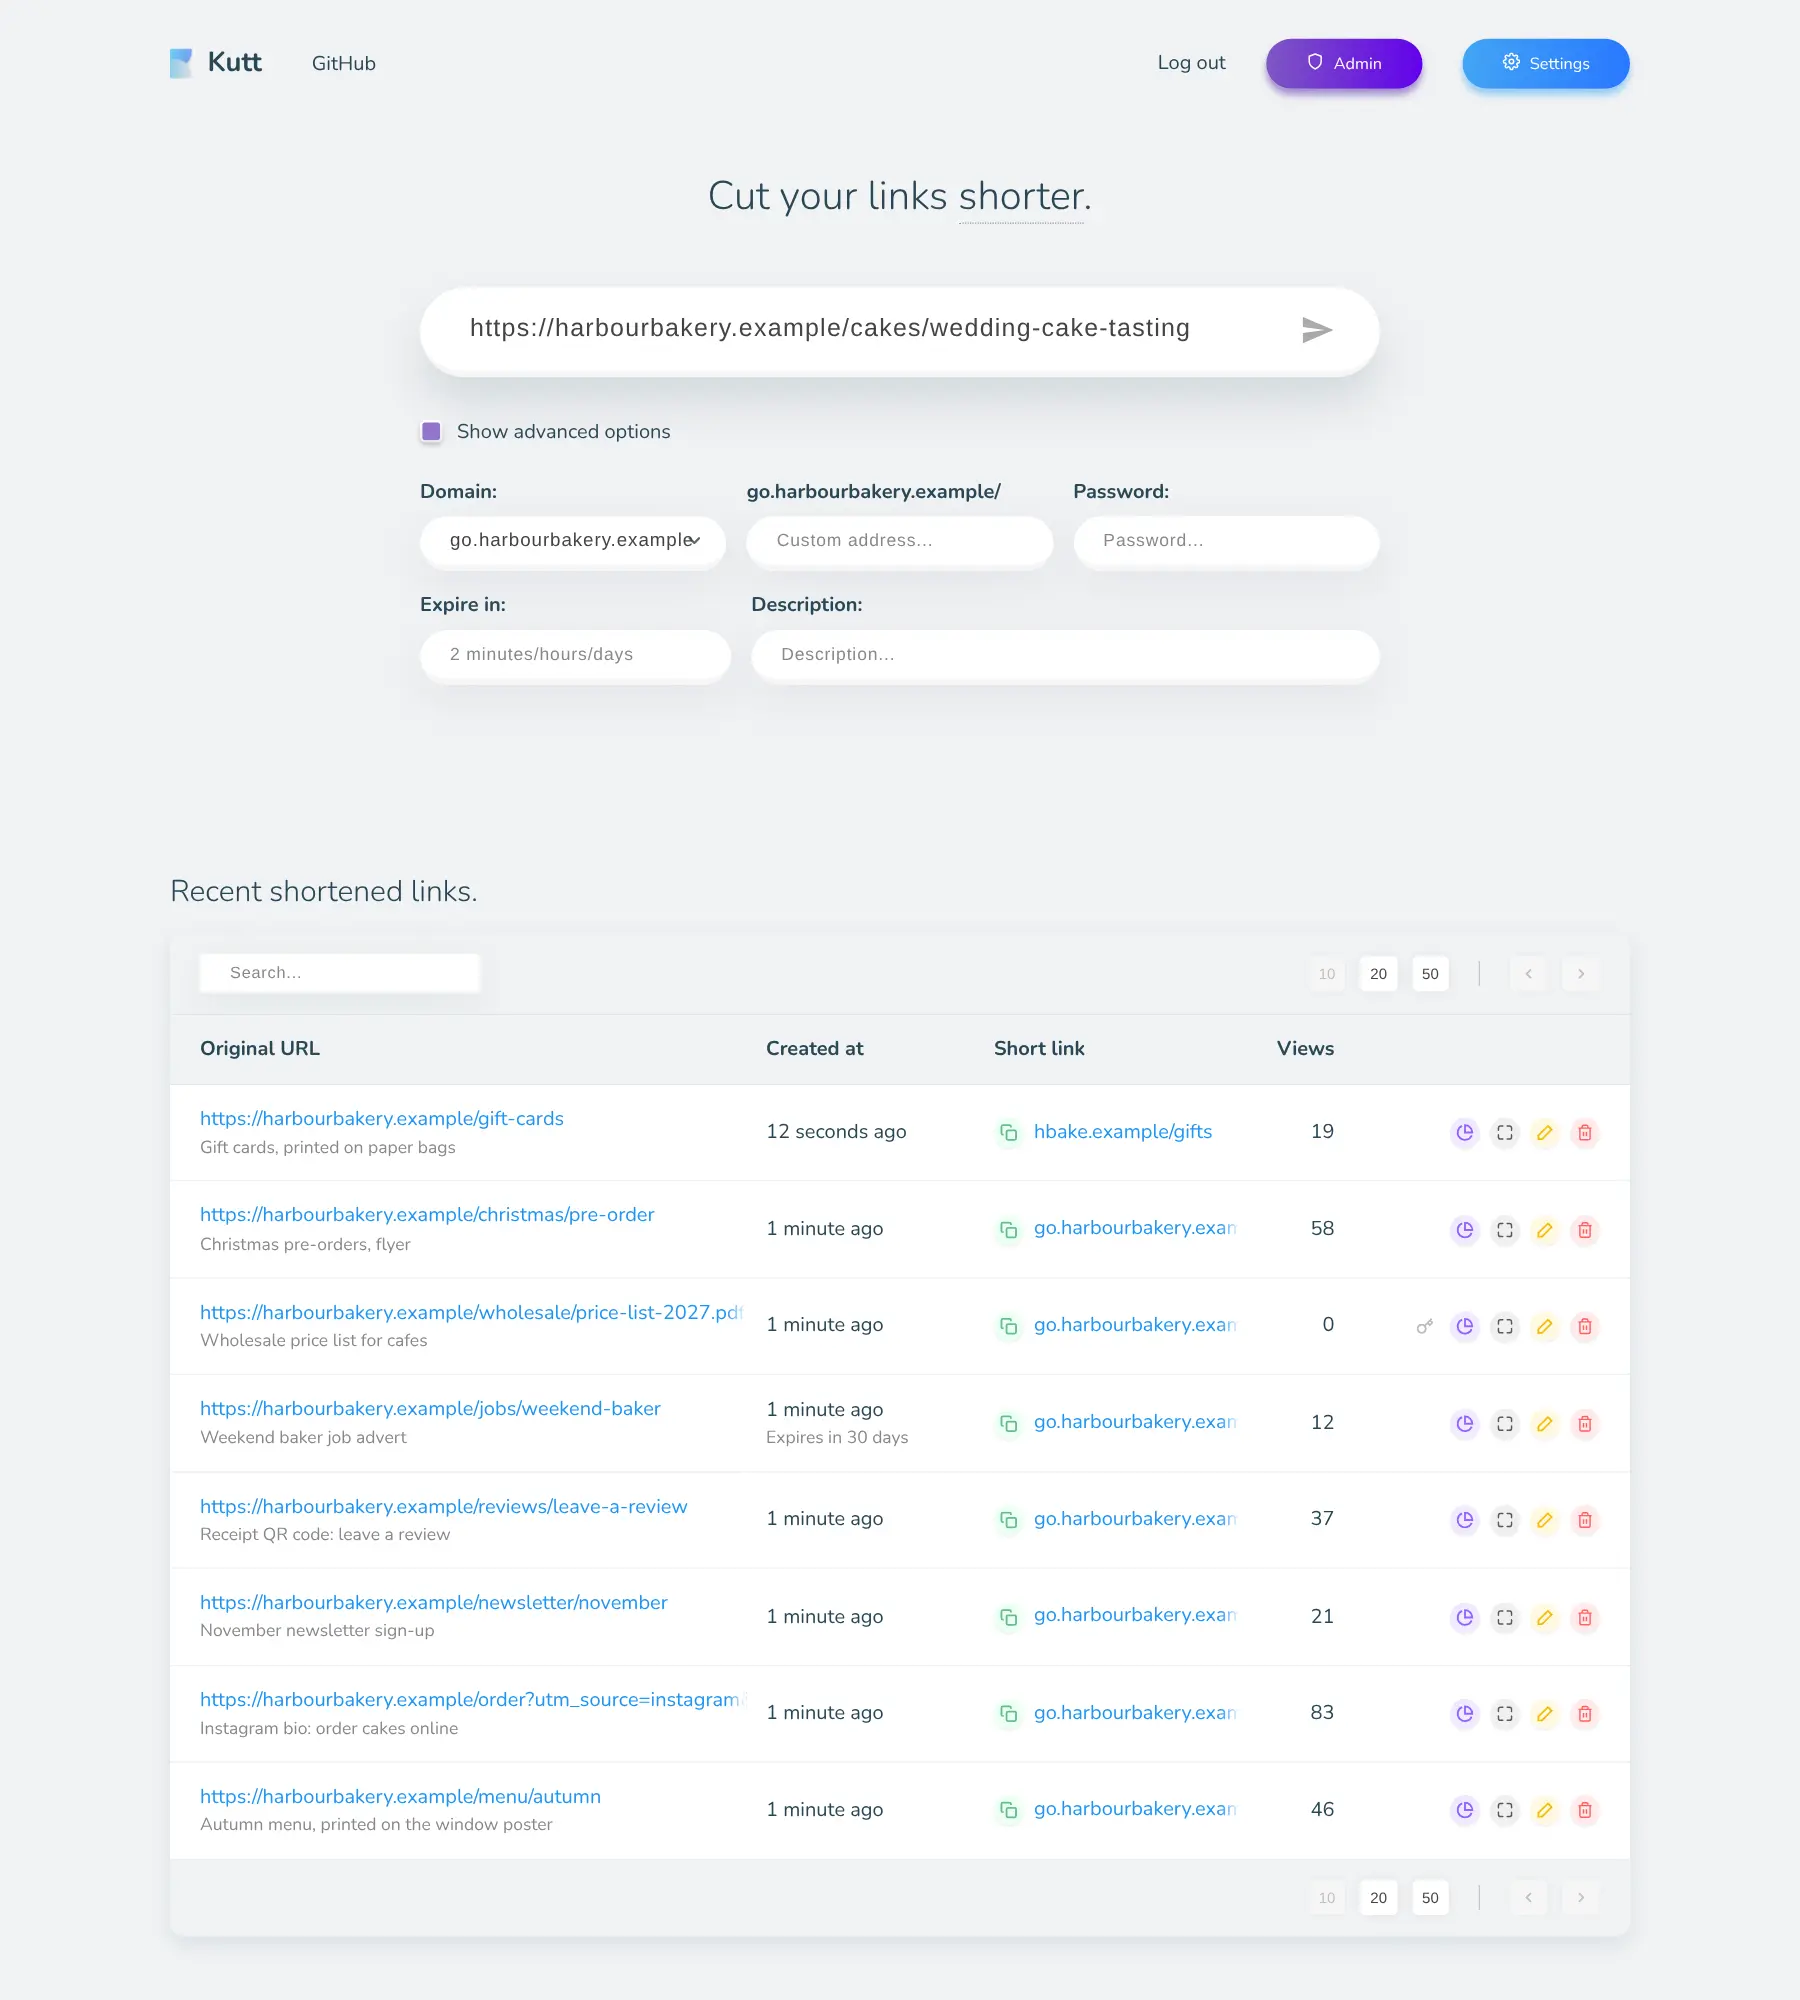 Kutt
GitHub
Log out
Admin
Settings
Cut your links shorter.
https://harbourbakery.example/cakes/wedding-cake-tasting
Show advanced options
Domain:
go.harbourbakery.example/
Password:
go.harbourbakery.example
Custom address...
Password...
Expire in:
Description:
2 minutes/hours/days
Description...
Recent shortened links.
Search...
10 20 50
Original URL
Created at
Short link
Views
https://harbourbakery.example/gift-cards
Gift cards, printed on paper bags
12 seconds ago
hbake.example/gifts
19
https://harbourbakery.example/christmas/pre-order
Christmas pre-orders, flyer
1 minute ago
go.harbourbakery.exam
58
https://harbourbakery.example/wholesale/price-list-2027.pdf
Wholesale price list for cafes
1 minute ago
go.harbourbakery.exam
0
https://harbourbakery.example/jobs/weekend-baker
Weekend baker job advert
1 minute ago
Expires in 30 days
go.harbourbakery.exam
12
https://harbourbakery.example/reviews/leave-a-review
Receipt QR code: leave a review
1 minute ago
go.harbourbakery.exam
37
https://harbourbakery.example/newsletter/november
November newsletter sign-up
1 minute ago
go.harbourbakery.exam
21
https://harbourbakery.example/order?utm_source=instagram
Instagram bio: order cakes online
1 minute ago
go.harbourbakery.exam
83
https://harbourbakery.example/menu/autumn
Autumn menu, printed on the window poster
1 minute ago
go.harbourbakery.exam
46
10 20 50